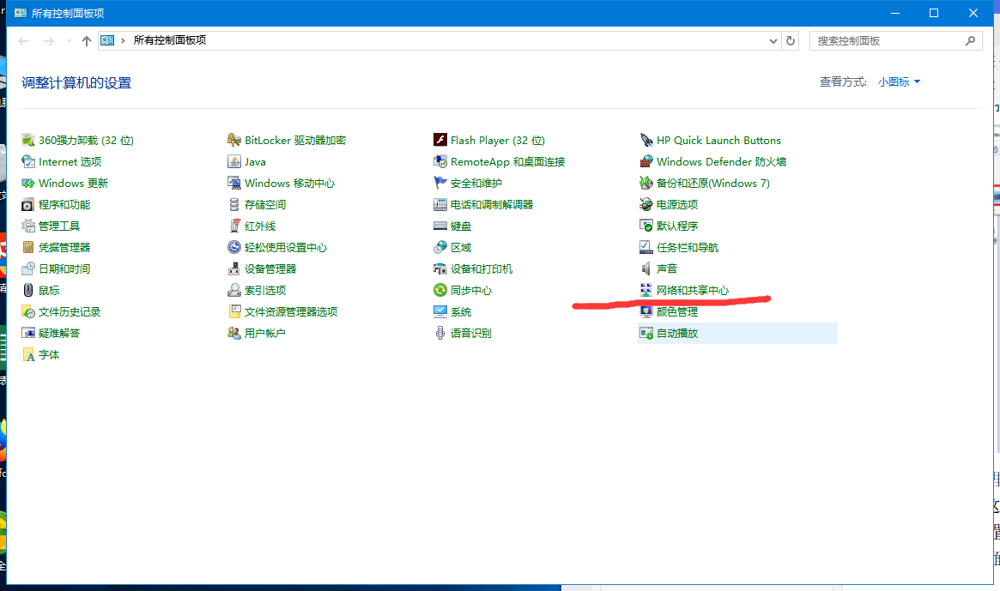 所有控制面板项
所有控制面板项
搜索控制面板
调整计算机的设置
查看方式: 小图标
360强力卸载 (32 位)
BitLocker 驱动器加密
Flash Player (32 位)
HP Quick Launch Buttons
Internet 选项
Java
RemoteApp 和桌面连接
Windows Defender 防火墙
Windows 更新
Windows 移动中心
安全和维护
备份和还原(Windows 7)
程序和功能
存储空间
电话和调制解调器
电源选项
管理工具
红外线
键盘
默认程序
凭据管理器
轻松使用设置中心
区域
任务栏和导航
日期和时间
设备管理器
设备和打印机
声音
鼠标
索引选项
同步中心
网络和共享中心
文件历史记录
文件资源管理器选项
系统
颜色管理
疑难解答
用户帐户
语音识别
自动播放
字体